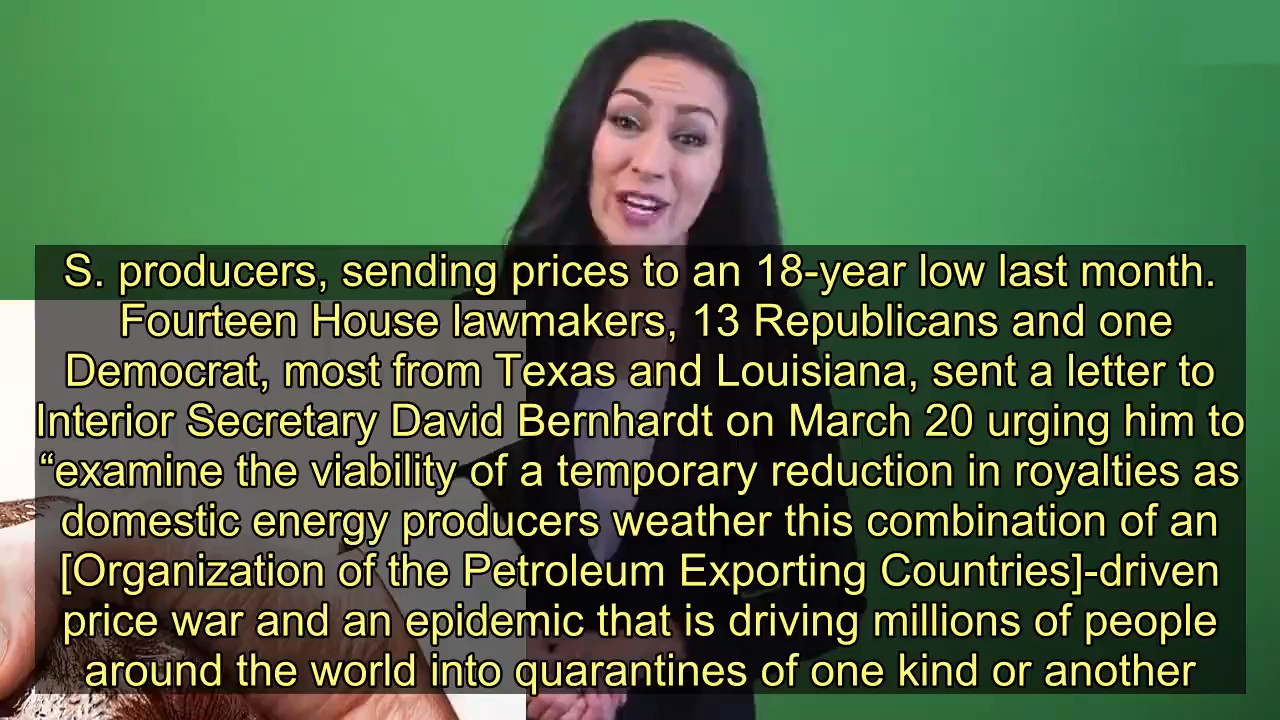 S. producers, sending prices to an 18-year low last month.
Fourteen House lawmakers, 13 Republicans and one
Democrat, most from Texas and Louisiana, sent a letter to
Interior Secretary David Bernhardt on March 20 urging him to
“examine the viability of a temporary reduction in royalties as
domestic energy producers weather this combination of an
[Organization of the Petroleum Exporting Countries]-driven
price war and an epidemic that is driving millions of people
around the world into quarantines of one kind or another